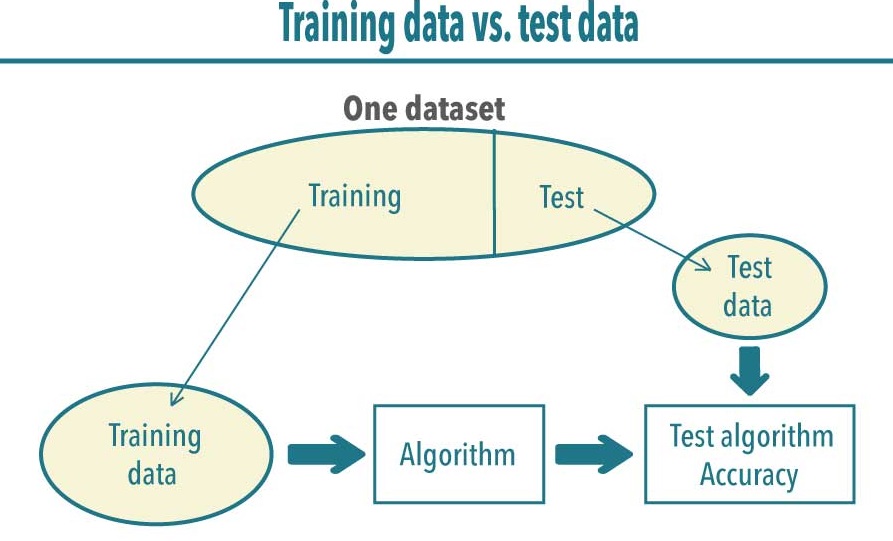 Training data vs. test data
One dataset
Training
Test
Test
data
Training
data
Algorithm
Test algorithm
Accuracy